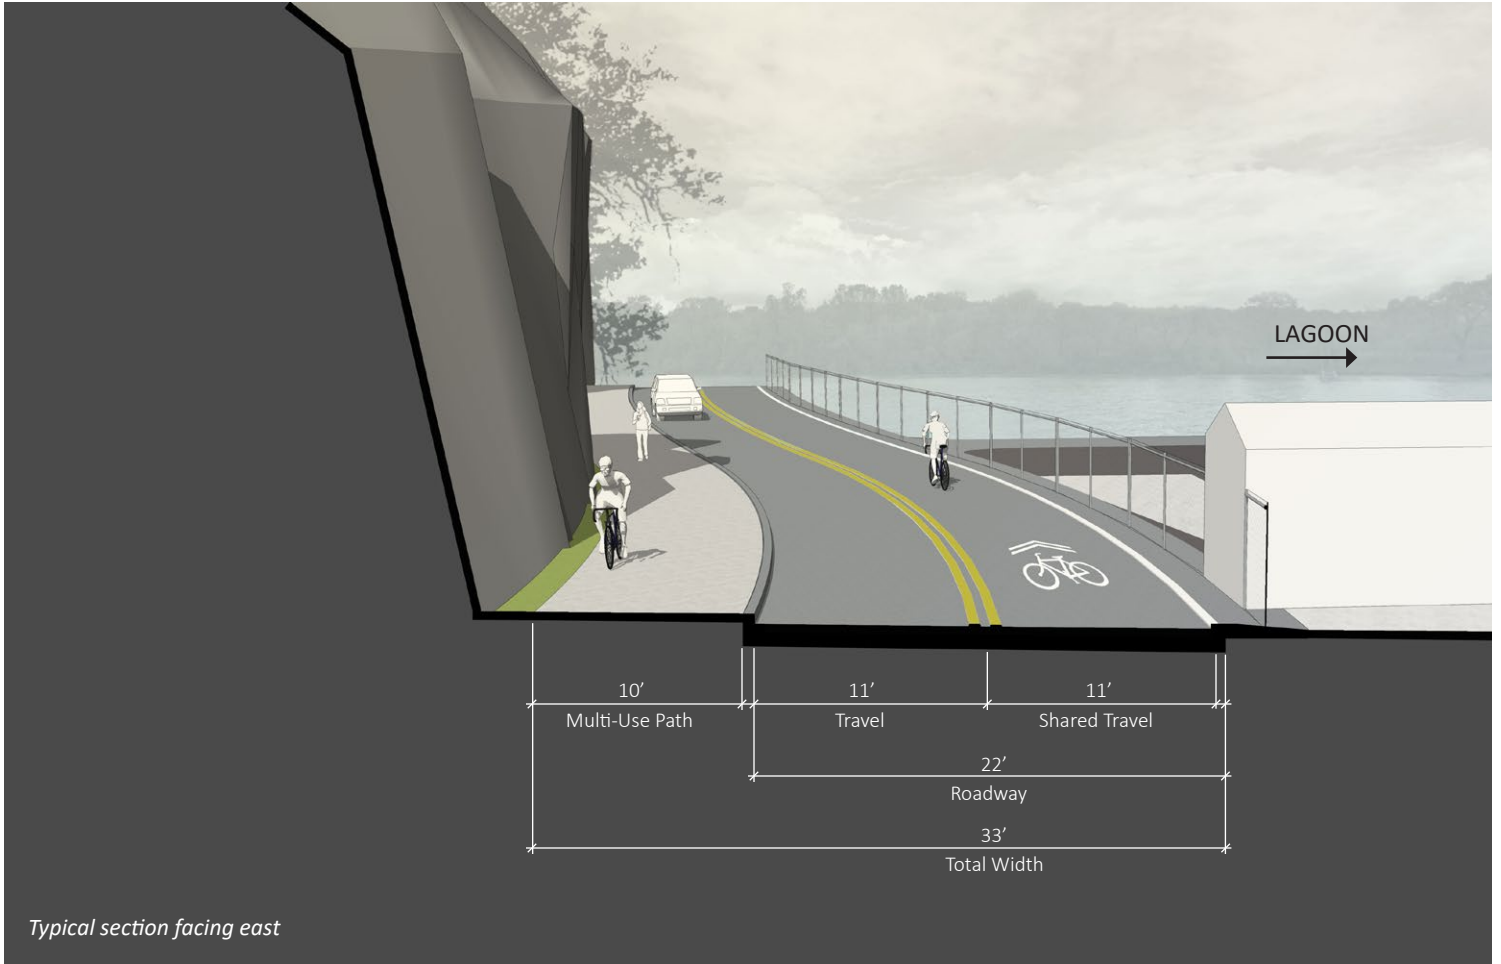 LAGOON
10’
11’
11’
Multi-Use Path
Travel
Shared Travel
22’
Roadway
33’
Total Width
Typical section facing east